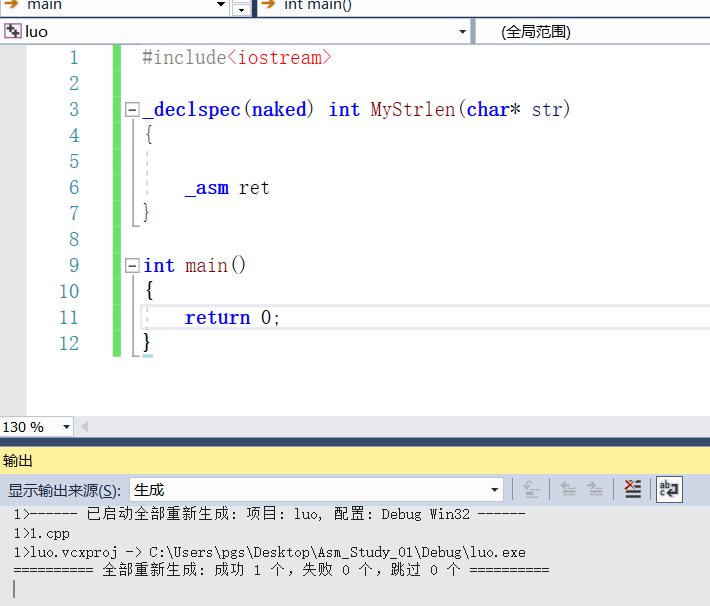 main int main()
luo (全局范围)
1 #include<iostream>
2
3 _declspec(naked) int MyStrlen(char* str)
4 {
5
6 _asm ret
7 }
8
9 int main()
10 {
11 return 0;
12 }
130 %
输出
显示输出来源(S): 生成
1>------ 已启动全部重新生成: 项目: luo, 配置: Debug Win32 ------
1>1.cpp
1>luo.vcxproj -> C:\Users\pgs\Desktop\Asm_Study_01\Debug\luo.exe
========== 全部重新生成: 成功 1 个，失败 0 个，跳过 0 个 ==========